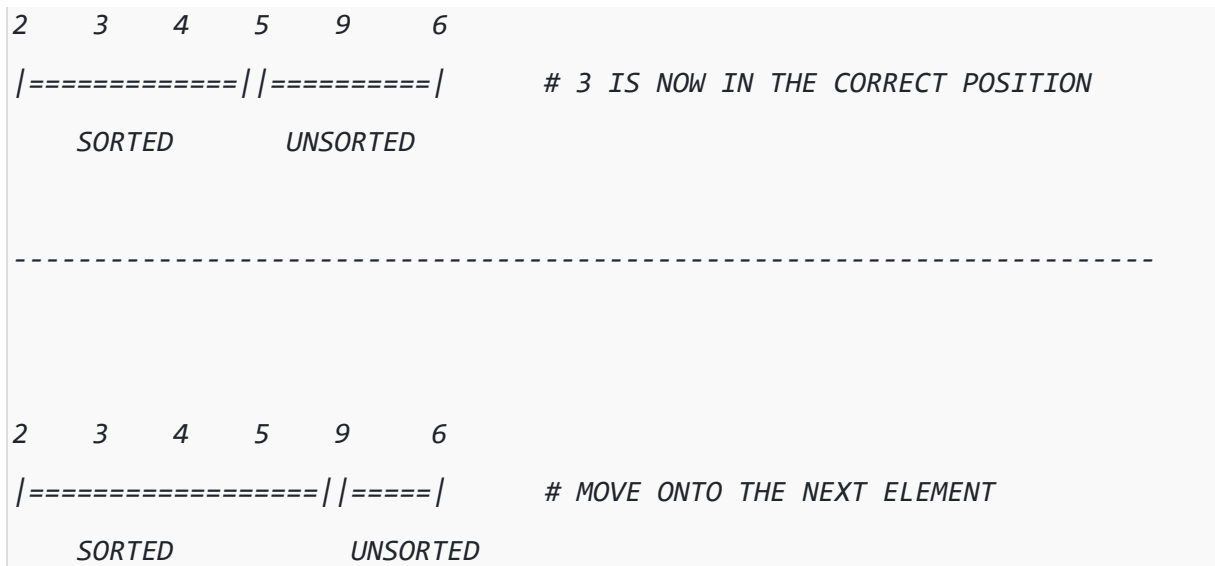 2    3    4    5    9     6
|=============||==========|      # 3 IS NOW IN THE CORRECT POSITION
    SORTED       UNSORTED
-----------------------------------------------------------------------
2    3    4    5    9     6
|==================||=====|      # MOVE ONTO THE NEXT ELEMENT
    SORTED           UNSORTED